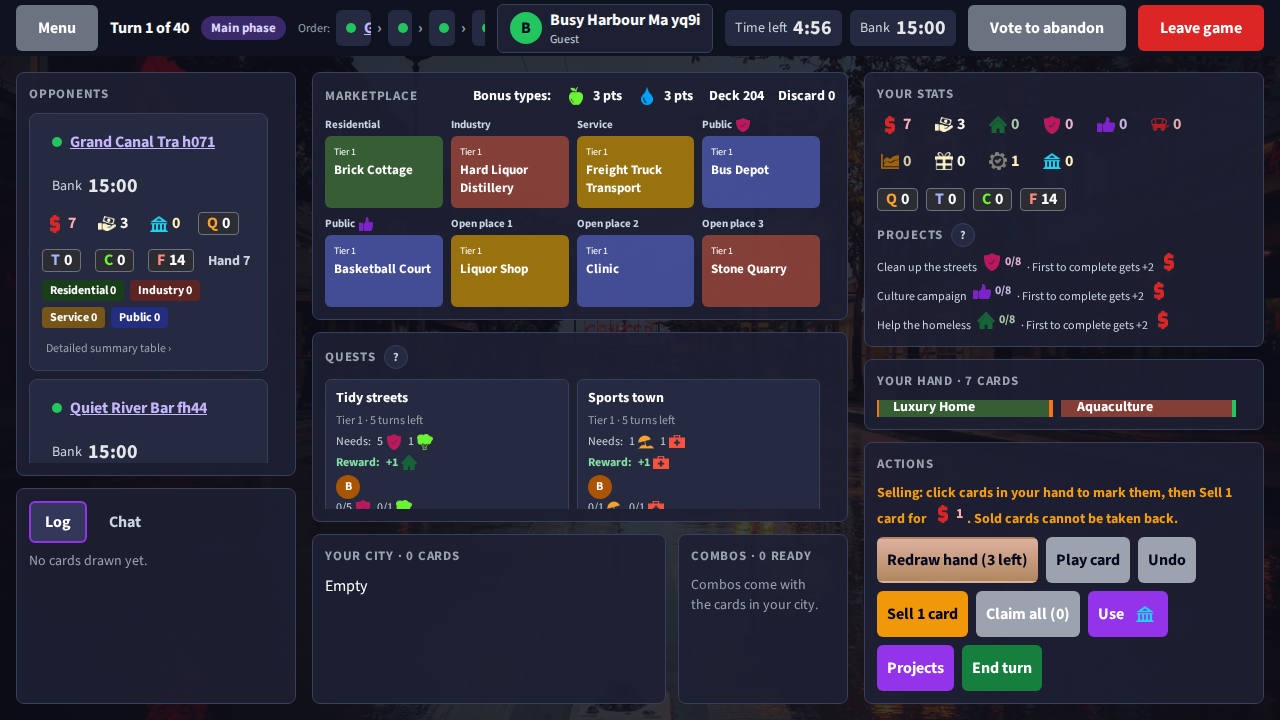 Menu
Turn 1 of 40
Main phase
Order:
G
›
›
›
B
Busy Harbour Ma yq9i
Guest
Time left 4:56
Bank 15:00
Vote to abandon
Leave game
OPPONENTS
Grand Canal Tra h071
Bank 15:00
7
3
0
Q 0
T 0
C 0
F 14
Hand 7
Residential 0
Industry 0
Service 0
Public 0
Detailed summary table ›
Quiet River Bar fh44
Bank 15:00
Log
Chat
No cards drawn yet.
MARKETPLACE
Bonus types:
3 pts
3 pts
Deck 204
Discard 0
Residential
Industry
Service
Public
Tier 1
Brick Cottage
Tier 1
Hard Liquor
Distillery
Tier 1
Freight Truck
Transport
Tier 1
Bus Depot
Public
Open place 1
Open place 2
Open place 3
Tier 1
Basketball Court
Tier 1
Liquor Shop
Tier 1
Clinic
Tier 1
Stone Quarry
QUESTS
?
Tidy streets
Tier 1 · 5 turns left
Needs: 5 1
Reward: +1
B
0/5 0/1
Sports town
Tier 1 · 5 turns left
Needs: 1 1
Reward: +1
B
0/1 0/1
YOUR CITY · 0 CARDS
Empty
COMBOS · 0 READY
Combos come with
the cards in your city.
YOUR STATS
7
3
0
0
0
0
0
0
1
0
Q 0
T 0
C 0
F 14
PROJECTS
?
Clean up the streets 0/8 · First to complete gets +2
Culture campaign 0/8 · First to complete gets +2
Help the homeless 0/8 · First to complete gets +2
YOUR HAND · 7 CARDS
Luxury Home
Aquaculture
ACTIONS
Selling: click cards in your hand to mark them, then Sell 1
card for 1 . Sold cards cannot be taken back.
Redraw hand (3 left)
Play card
Undo
Sell 1 card
Claim all (0)
Use
Projects
End turn